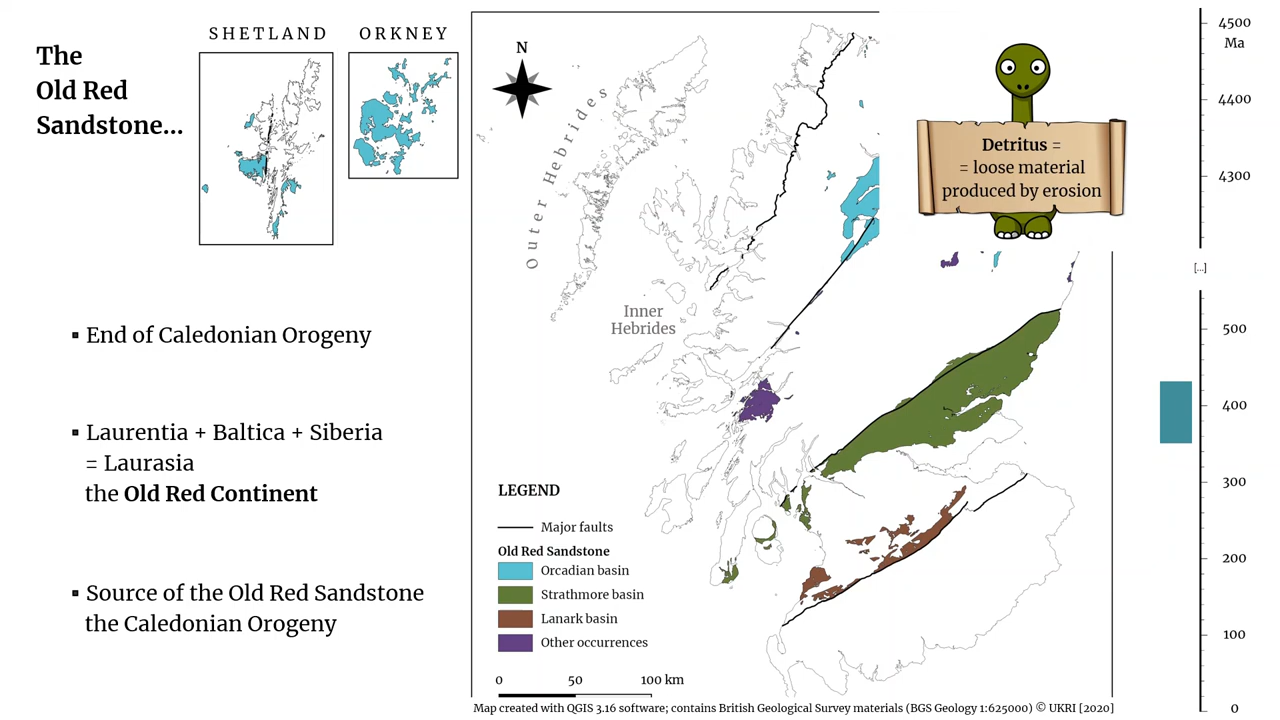 The
Old Red
Sandstone...
SHETLAND
ORKNEY
▪ End of Caledonian Orogeny
▪ Laurentia + Baltica + Siberia
= Laurasia
the Old Red Continent
▪ Source of the Old Red Sandstone
the Caledonian Orogeny
N
Outer Hebrides
Inner
Hebrides
LEGEND
Major faults
Old Red Sandstone
Orcadian basin
Strathmore basin
Lanark basin
Other occurrences
0 50 100 km
Map created with QGIS 3.16 software; contains British Geological Survey materials (BGS Geology 1:625000) © UKRI [2020]
Detritus =
= loose material
produced by erosion
4500
Ma
4400
4300
[...]
500
400
300
200
100
0